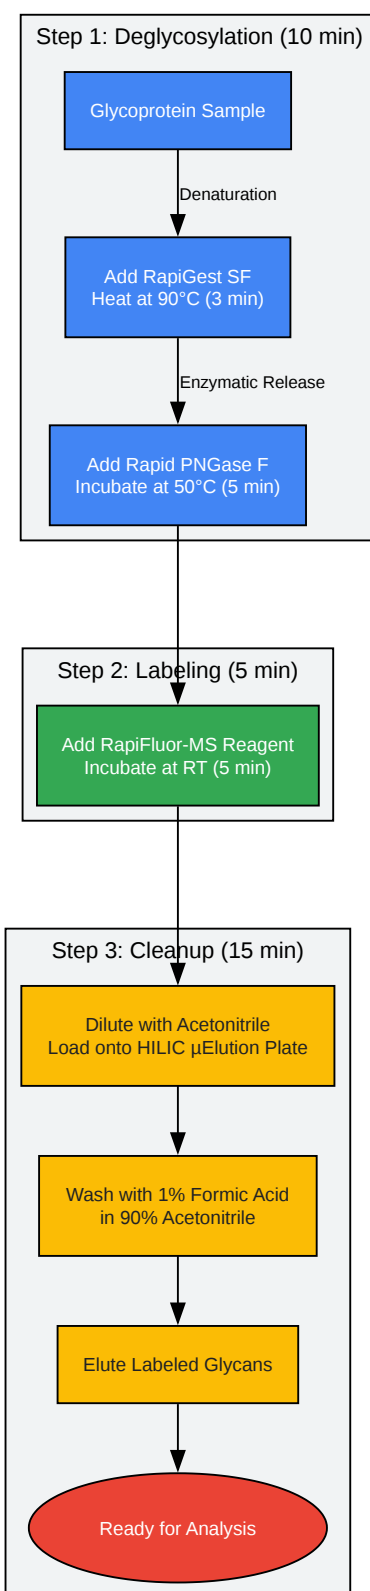 Step 1: Deglycosylation (10 min)
Glycoprotein Sample
Denaturation
Add RapiGest SF
Heat at 90°C (3 min)
Enzymatic Release
Add Rapid PNGase F
Incubate at 50°C (5 min)
Step 2: Labeling (5 min)
Add RapiFluor-MS Reagent
Incubate at RT (5 min)
Step 3: Cleanup (15 min)
Dilute with Acetonitrile
Load onto HILIC µElution Plate
Wash with 1% Formic Acid
in 90% Acetonitrile
Elute Labeled Glycans
Ready for Analysis